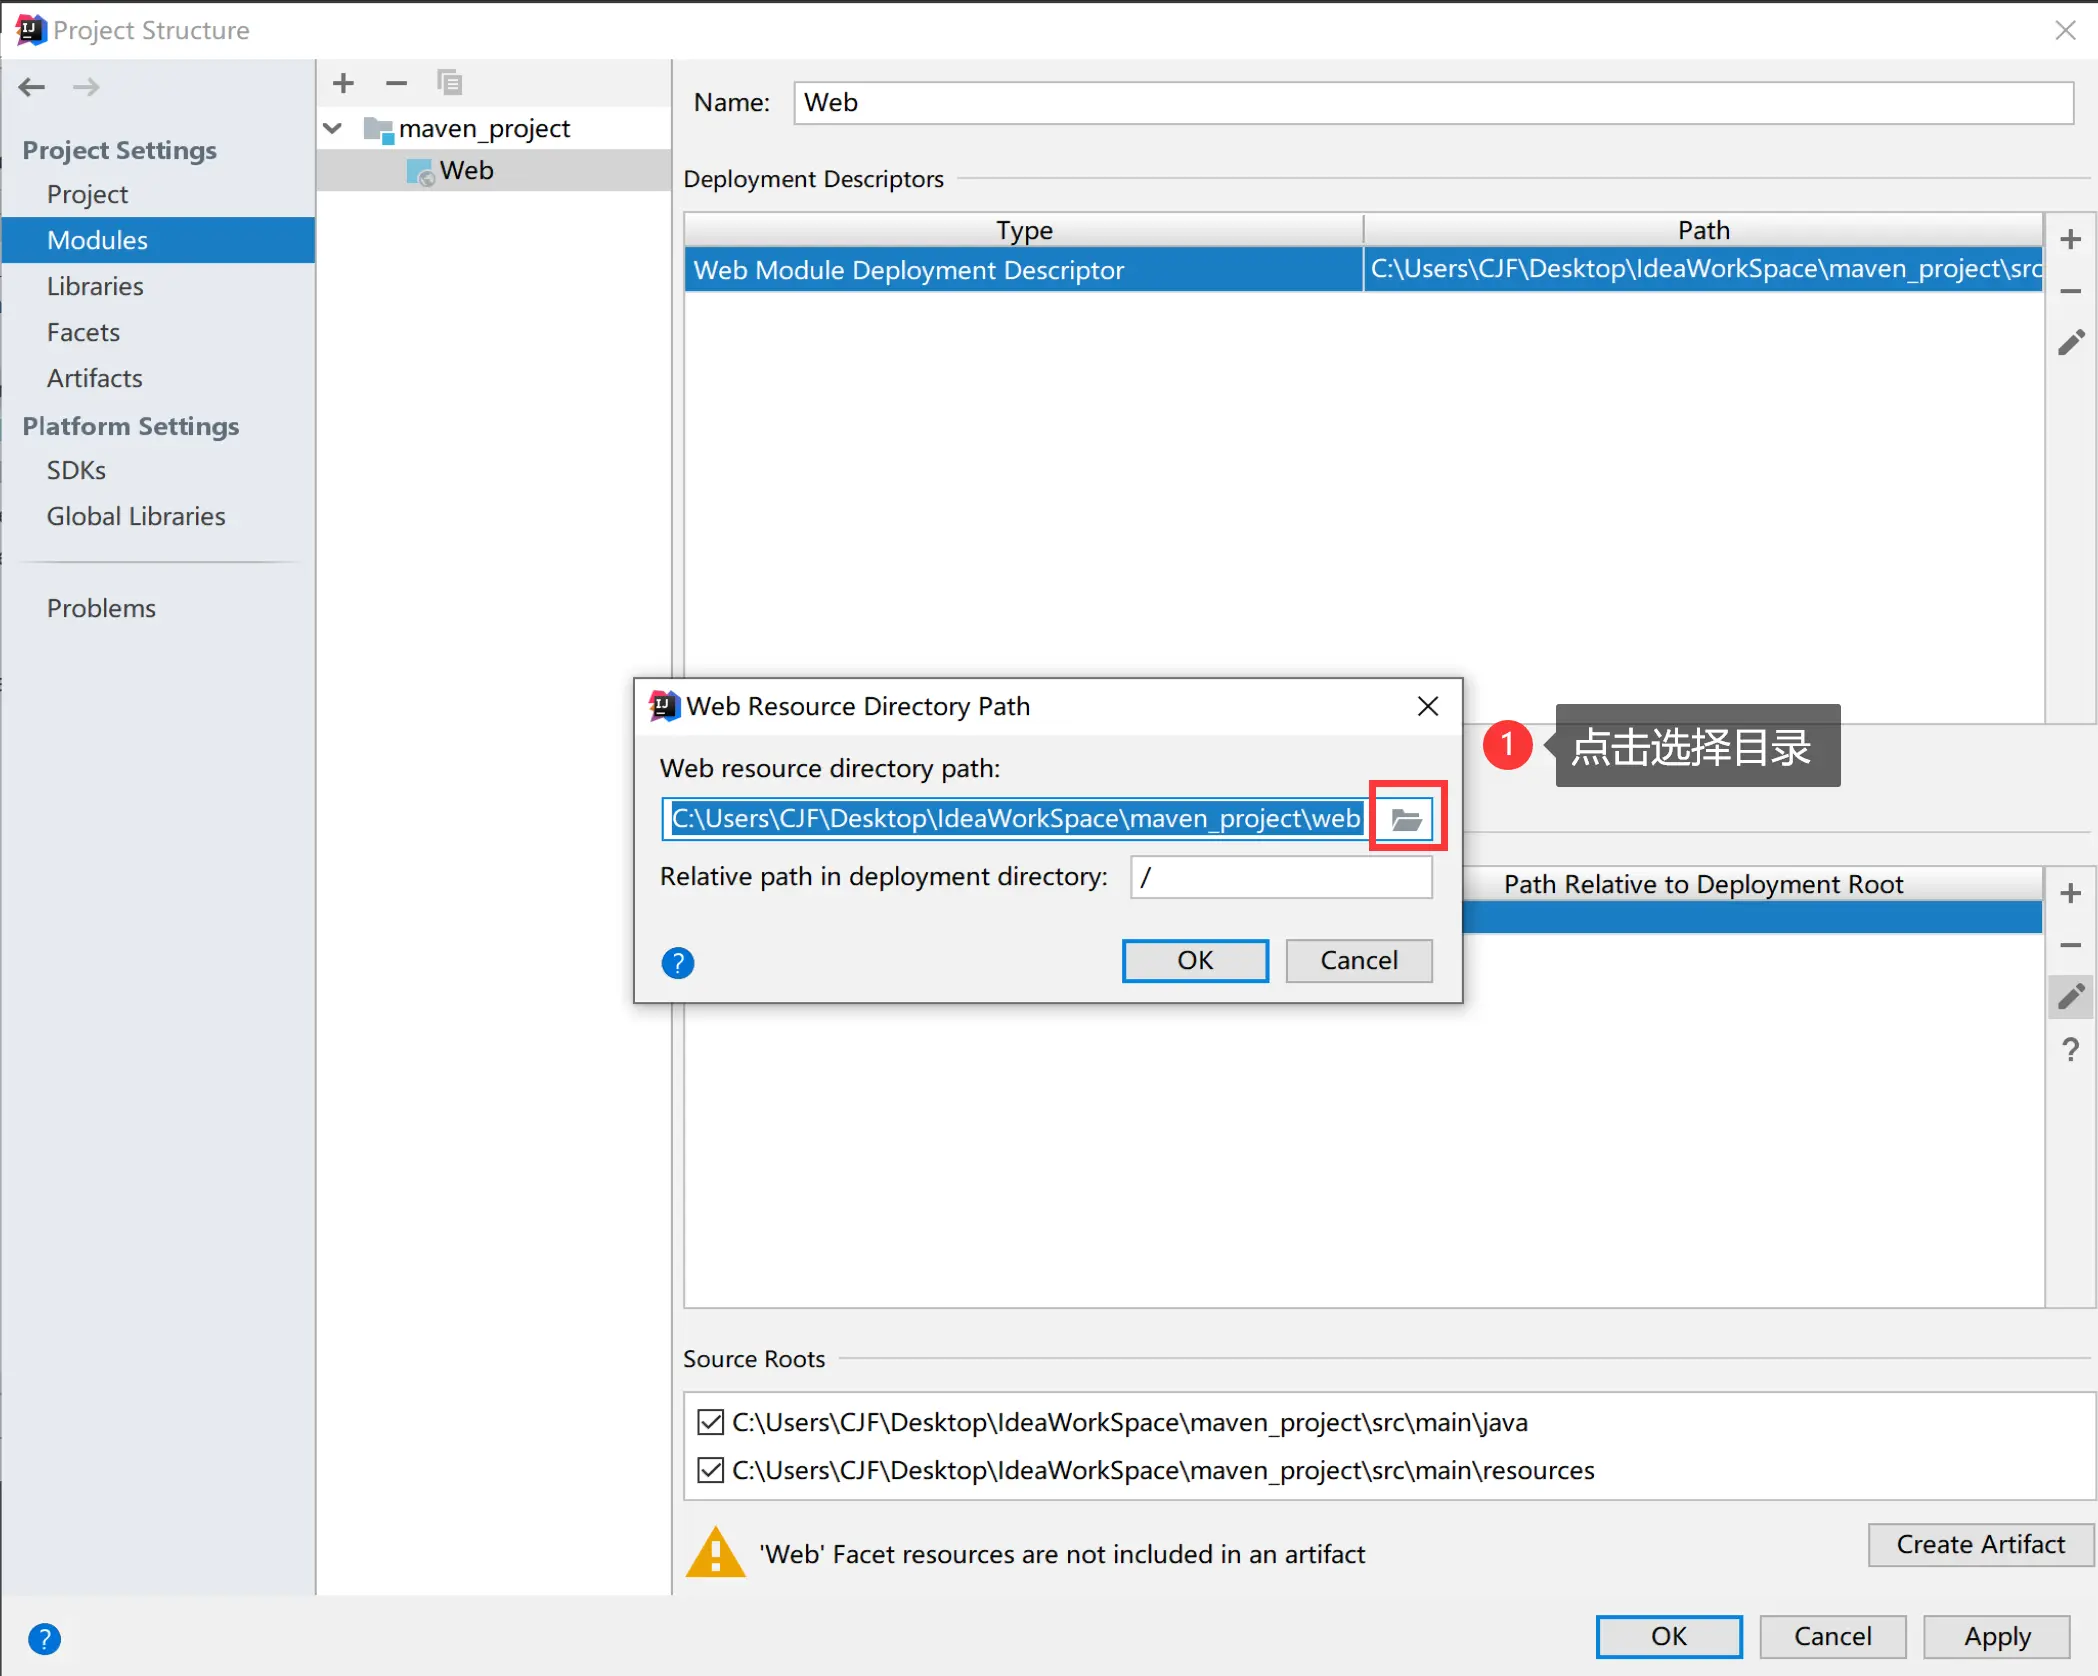 Project Structure
Project Settings
Project
Modules
Libraries
Facets
Artifacts
Platform Settings
SDKs
Global Libraries
Problems
maven_project
Web
Name: Web
Deployment Descriptors
Type Path
Web Module Deployment Descriptor C:\Users\CJF\Desktop\IdeaWorkSpace\maven_project\src
Web Resource Directory Path
Web resource directory path:
C:\Users\CJF\Desktop\IdeaWorkSpace\maven_project\web
Relative path in deployment directory: /
? OK Cancel
1 点击选择目录
Path Relative to Deployment Root
?
Source Roots
C:\Users\CJF\Desktop\IdeaWorkSpace\maven_project\src\main\java
C:\Users\CJF\Desktop\IdeaWorkSpace\maven_project\src\main\resources
'Web' Facet resources are not included in an artifact
Create Artifact
? OK Cancel Apply